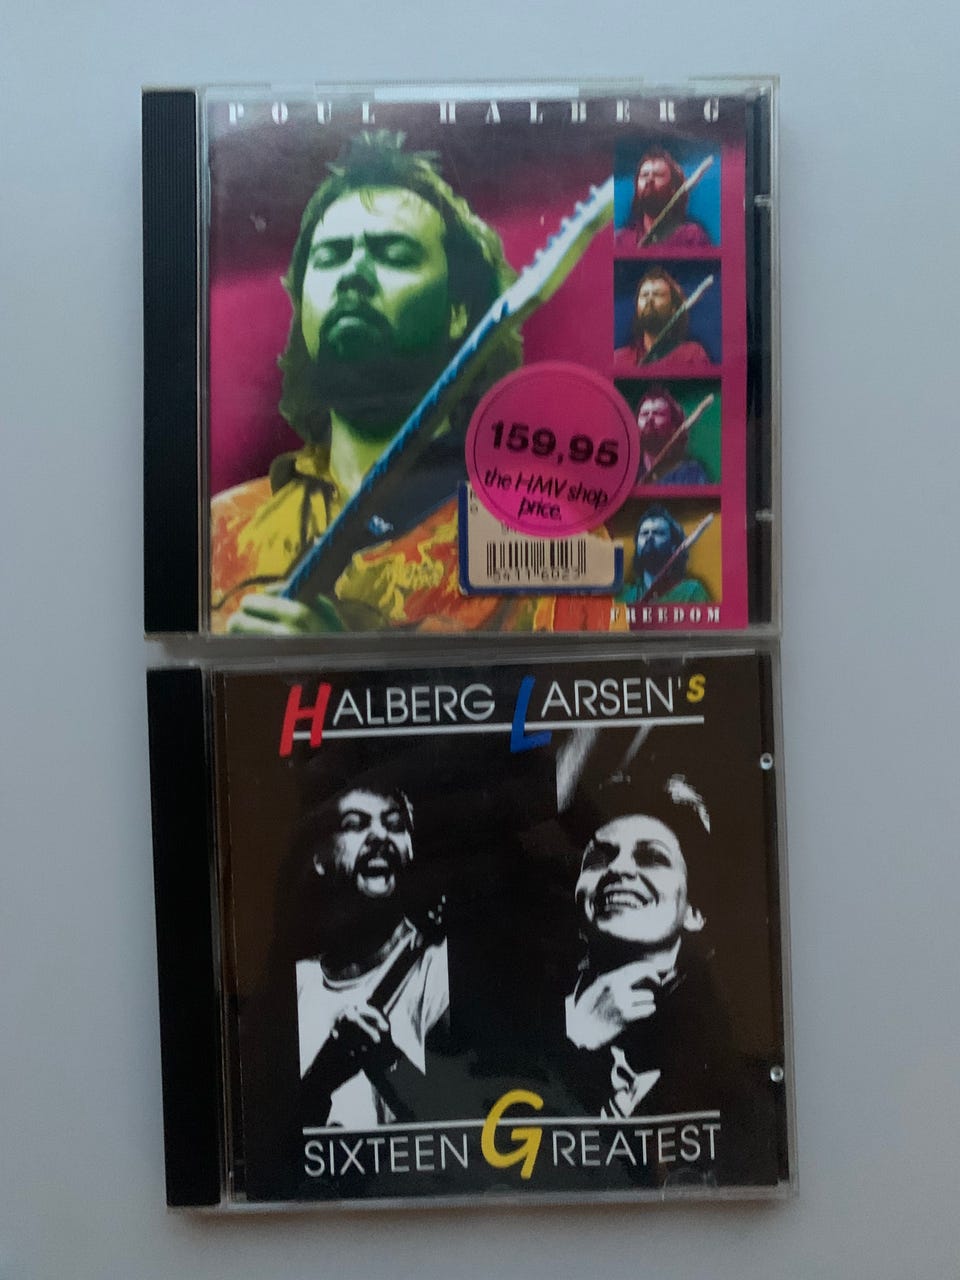 POUL HALBERG
159,95
the HMV shop
price.
FREEDOM
HALBERG LARSEN's
SIXTEEN GREATEST